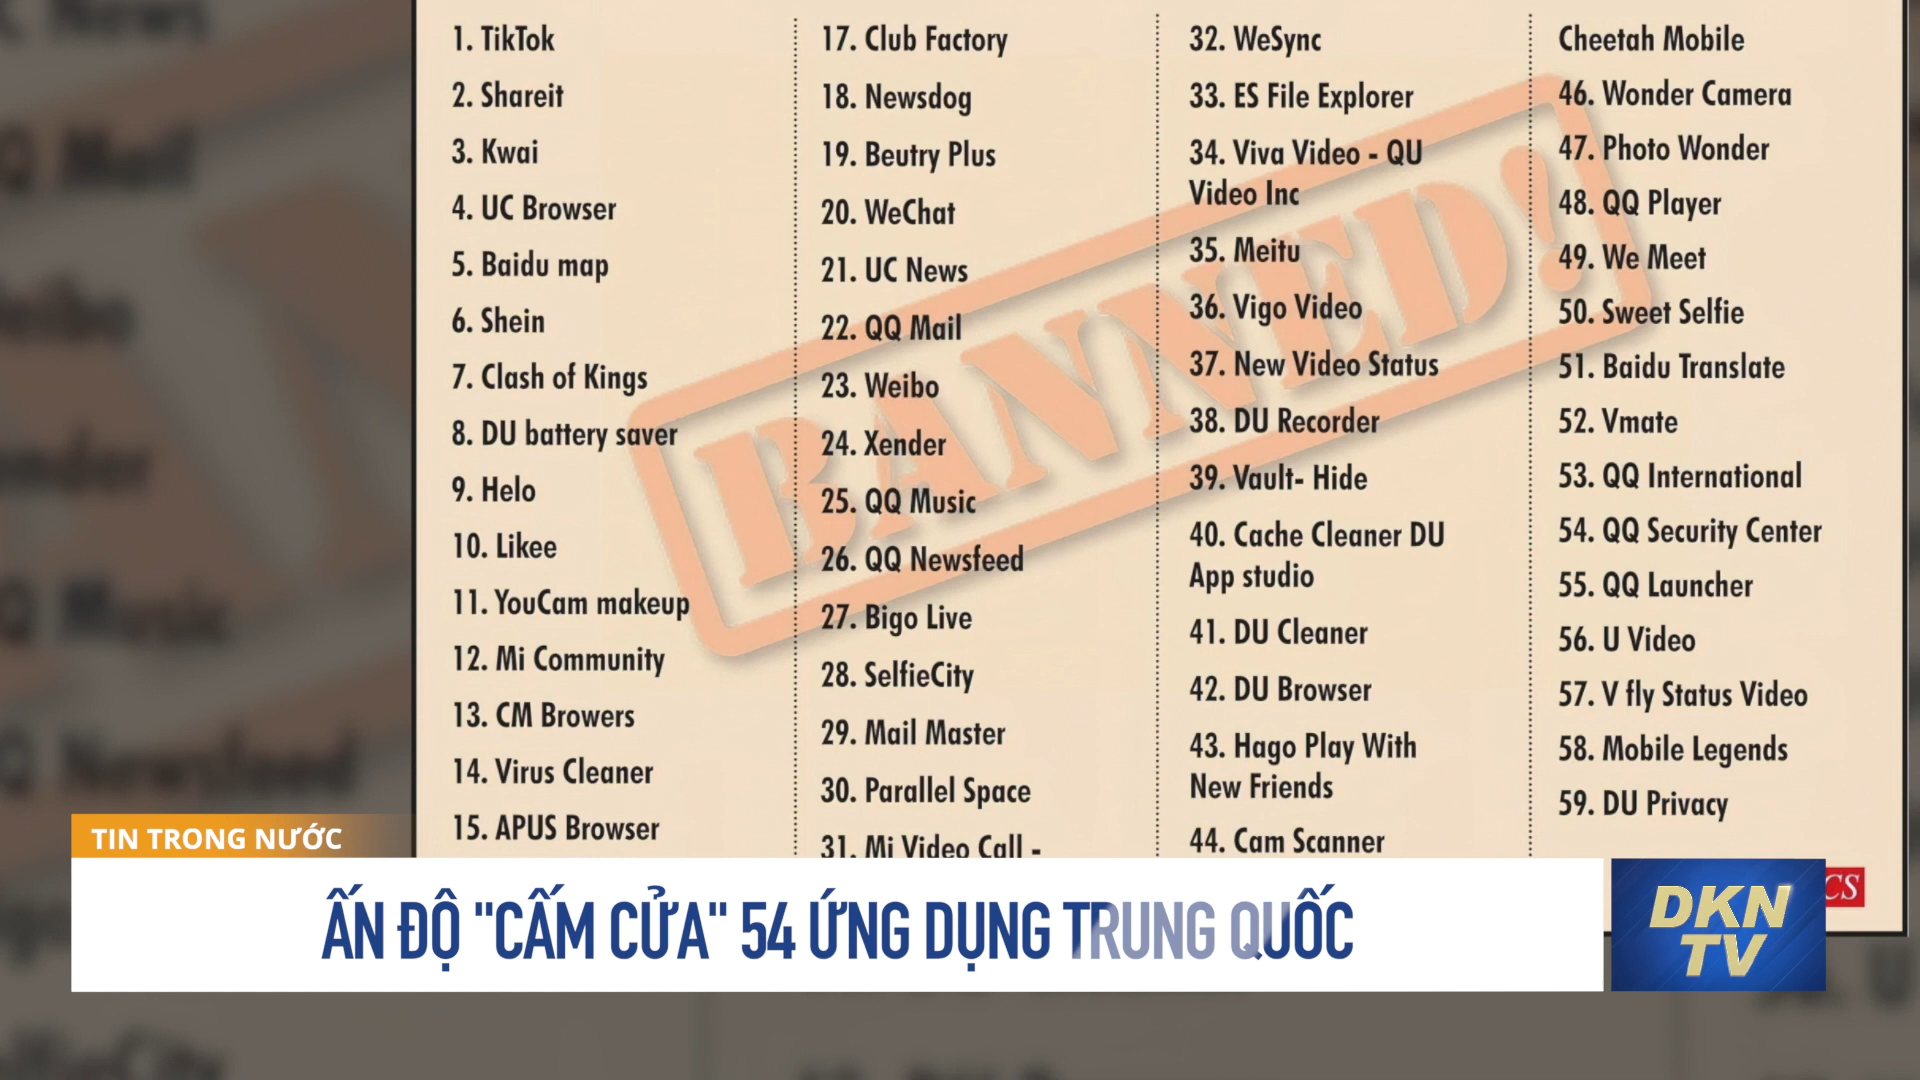 1. TikTok
2. Shareit
3. Kwai
4. UC Browser
5. Baidu map
6. Shein
7. Clash of Kings
8. DU battery saver
9. Helo
10. Likee
11. YouCam makeup
12. Mi Community
13. CM Browers
14. Virus Cleaner
15. APUS Browser
17. Club Factory
18. Newsdog
19. Beutry Plus
20. WeChat
21. UC News
22. QQ Mail
23. Weibo
24. Xender
25. QQ Music
26. QQ Newsfeed
27. Bigo Live
28. SelfieCity
29. Mail Master
30. Parallel Space
31. Mi Video Call -
32. WeSync
33. ES File Explorer
34. Viva Video - QU
Video Inc
35. Meitu
36. Vigo Video
37. New Video Status
38. DU Recorder
39. Vault- Hide
40. Cache Cleaner DU
App studio
41. DU Cleaner
42. DU Browser
43. Hago Play With
New Friends
44. Cam Scanner
Cheetah Mobile
46. Wonder Camera
47. Photo Wonder
48. QQ Player
49. We Meet
50. Sweet Selfie
51. Baidu Translate
52. Vmate
53. QQ International
54. QQ Security Center
55. QQ Launcher
56. U Video
57. V fly Status Video
58. Mobile Legends
59. DU Privacy
BANNED!
TIN TRONG NƯỚC
ẤN ĐỘ "CẤM CỬA" 54 ỨNG DỤNG TRUNG QUỐC
DKN
TV